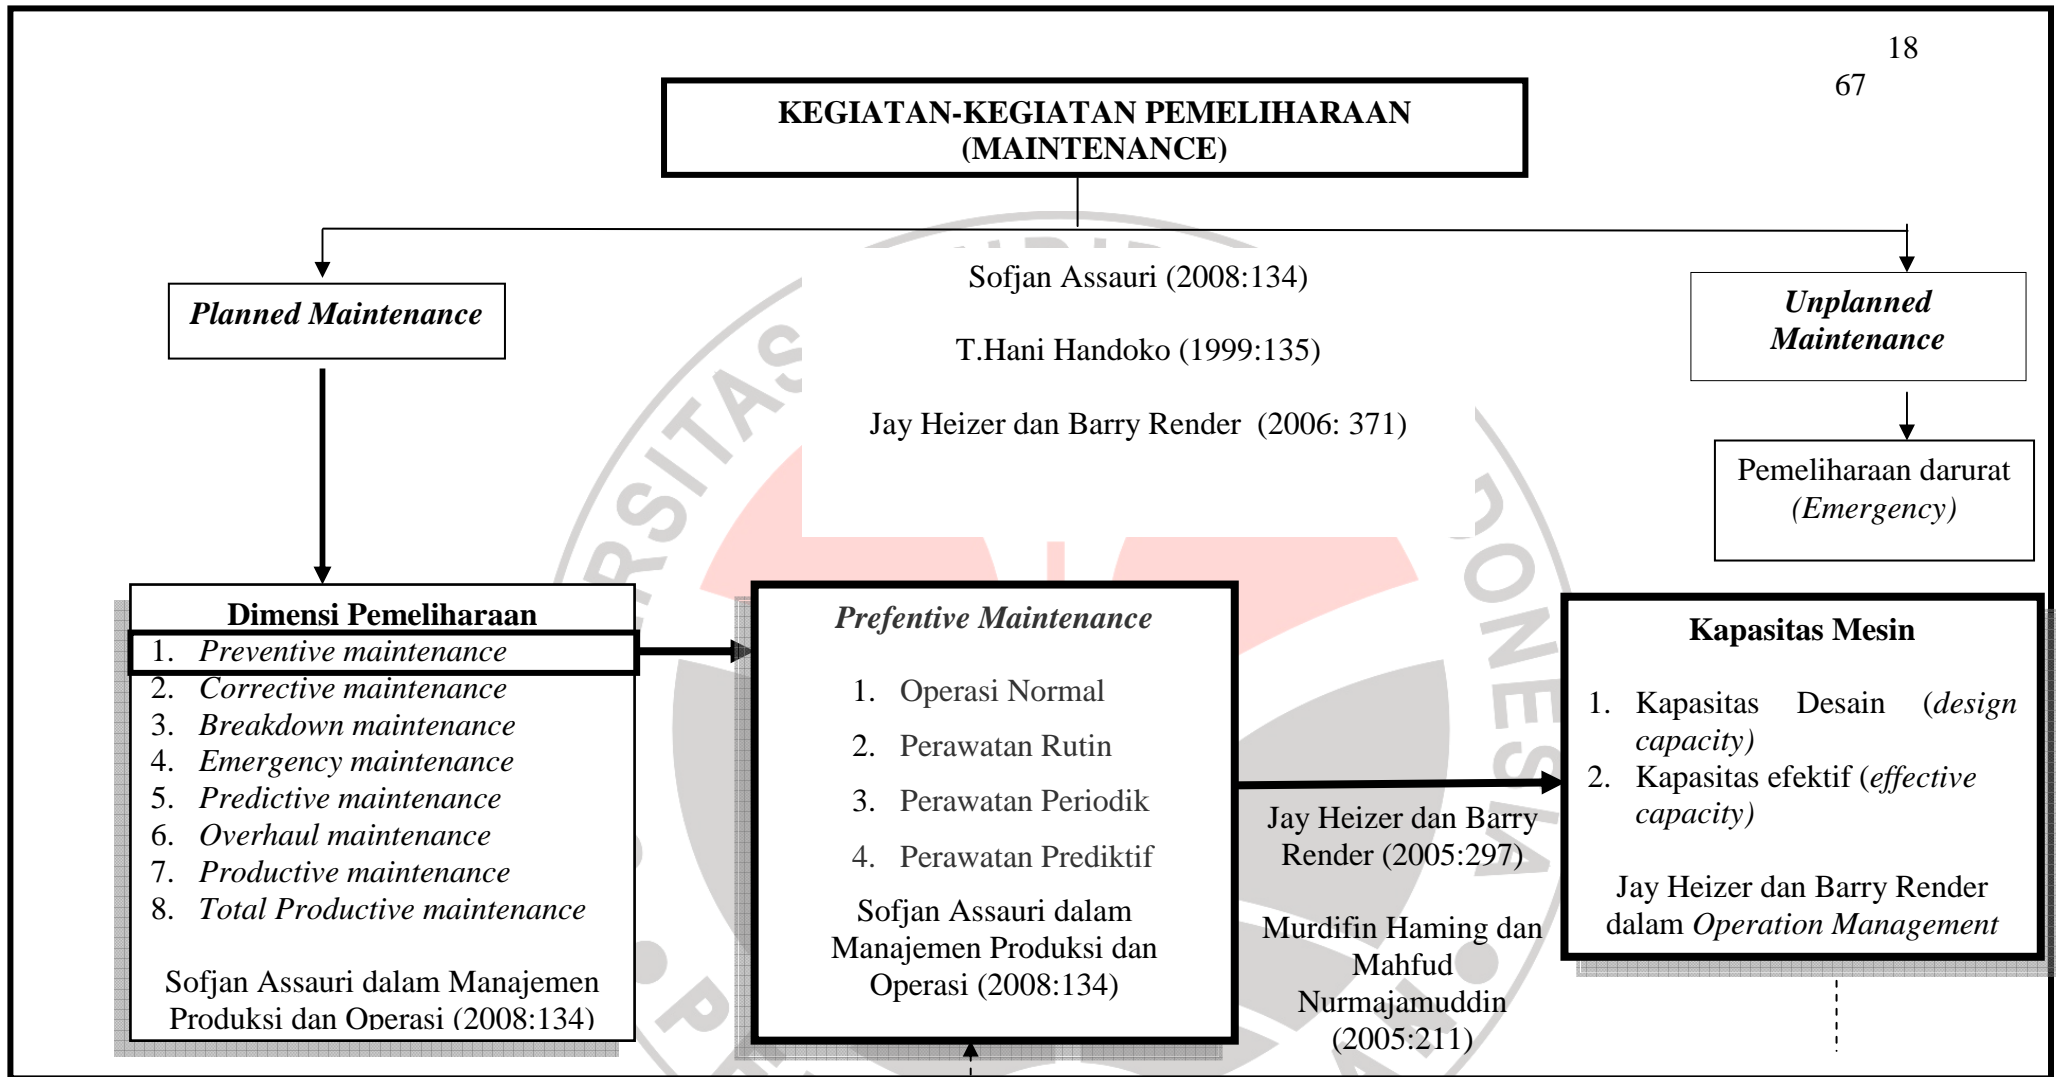 18
67
KEGIATAN-KEGIATAN PEMELIHARAAN
(MAINTENANCE)
Sofjan Assauri (2008:134)
T.Hani Handoko (1999:135)
Jay Heizer dan Barry Render (2006: 371)
Planned Maintenance
Unplanned
Maintenance
Pemeliharaan darurat
(Emergency)
Dimensi Pemeliharaan
1. Preventive maintenance
2. Corrective maintenance
3. Breakdown maintenance
4. Emergency maintenance
5. Predictive maintenance
6. Overhaul maintenance
7. Productive maintenance
8. Total Productive maintenance
Sofjan Assauri dalam Manajemen
Produksi dan Operasi (2008:134)
Prefentive Maintenance
1. Operasi Normal
2. Perawatan Rutin
3. Perawatan Periodik
4. Perawatan Prediktif
Sofjan Assauri dalam
Manajemen Produksi dan
Operasi (2008:134)
Jay Heizer dan Barry
Render (2005:297)
Murdifin Haming dan
Mahfud
Nurmajamuddin
(2005:211)
Kapasitas Mesin
1. Kapasitas Desain (design
capacity)
2. Kapasitas efektif (effective
capacity)
Jay Heizer dan Barry Render
dalam Operation Management